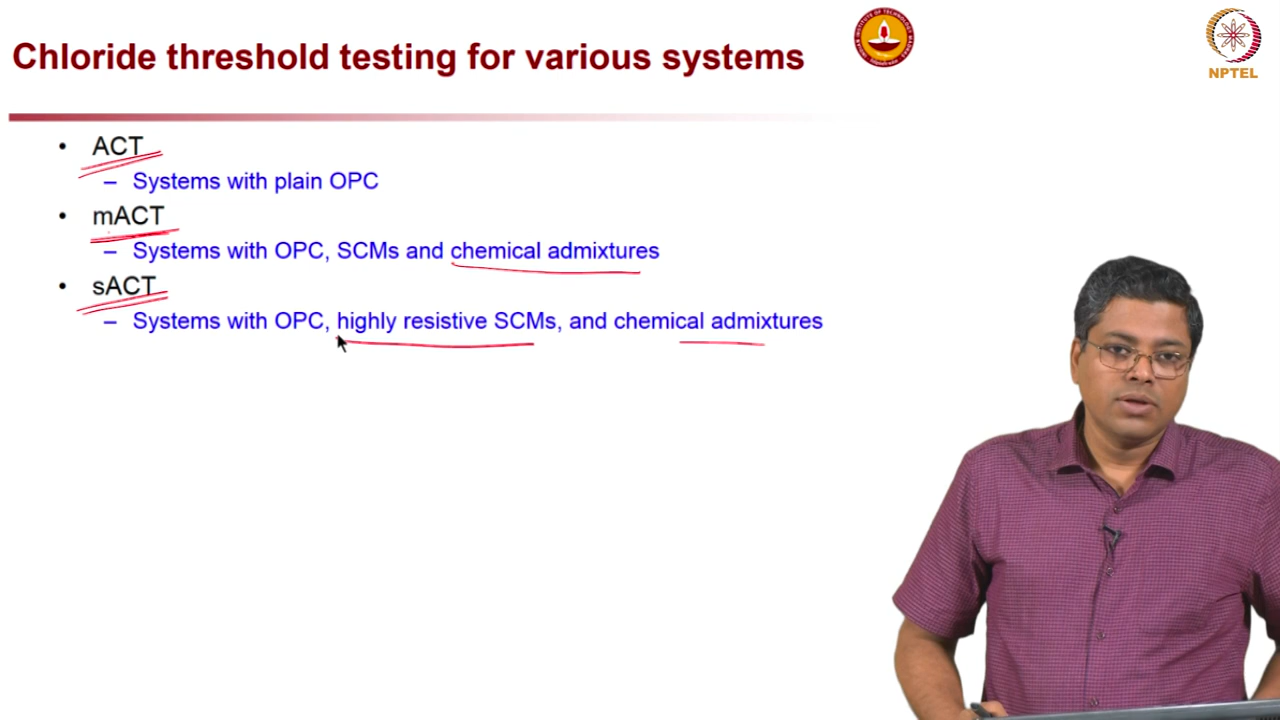 Chloride threshold testing for various systems
NPTEL
• ACT
– Systems with plain OPC
• mACT
– Systems with OPC, SCMs and chemical admixtures
• sACT
– Systems with OPC, highly resistive SCMs, and chemical admixtures